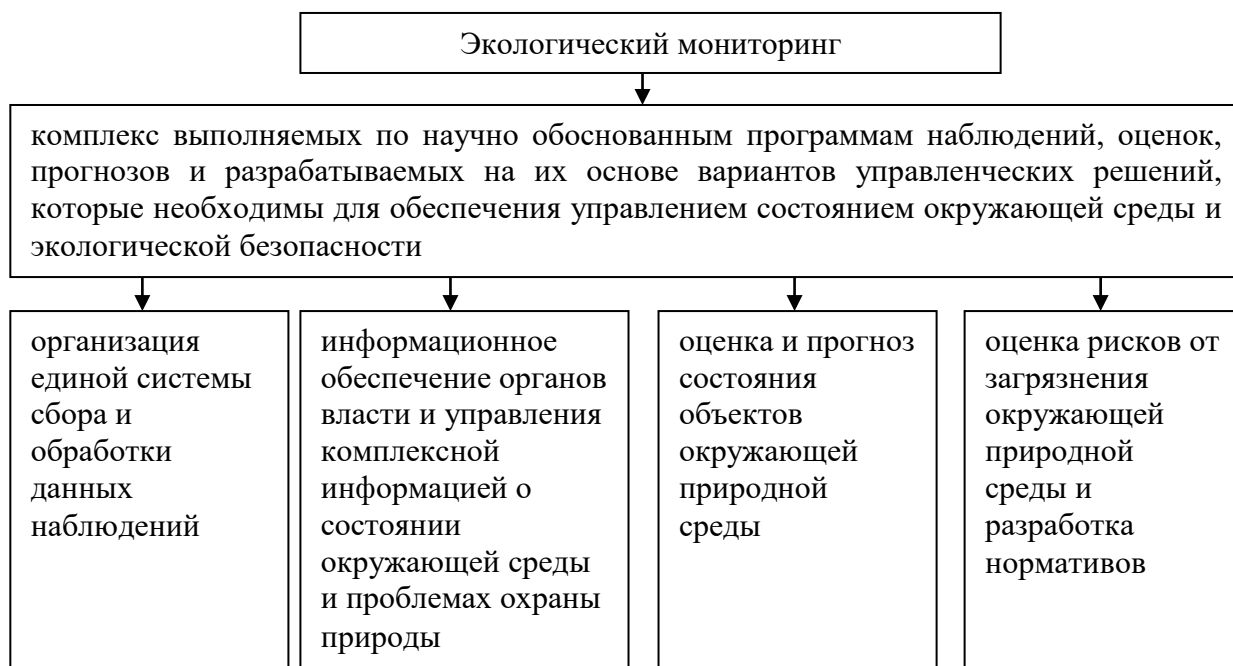 Экологический мониторинг
комплекс выполняемых по научно обоснованным программам наблюдений, оценок,
прогнозов и разрабатываемых на их основе вариантов управленческих решений,
которые необходимы для обеспечения управлением состоянием окружающей среды и
экологической безопасности
организация
единой системы
сбора и
обработки
данных
наблюдений
информационное
обеспечение органов
власти и управления
комплексной
информацией о
состоянии
окружающей среды
и проблемах охраны
природы
оценка и прогноз
состояния
объектов
окружающей
природной
среды
оценка рисков от
загрязнения
окружающей
природной
среды и
разработка
нормативов